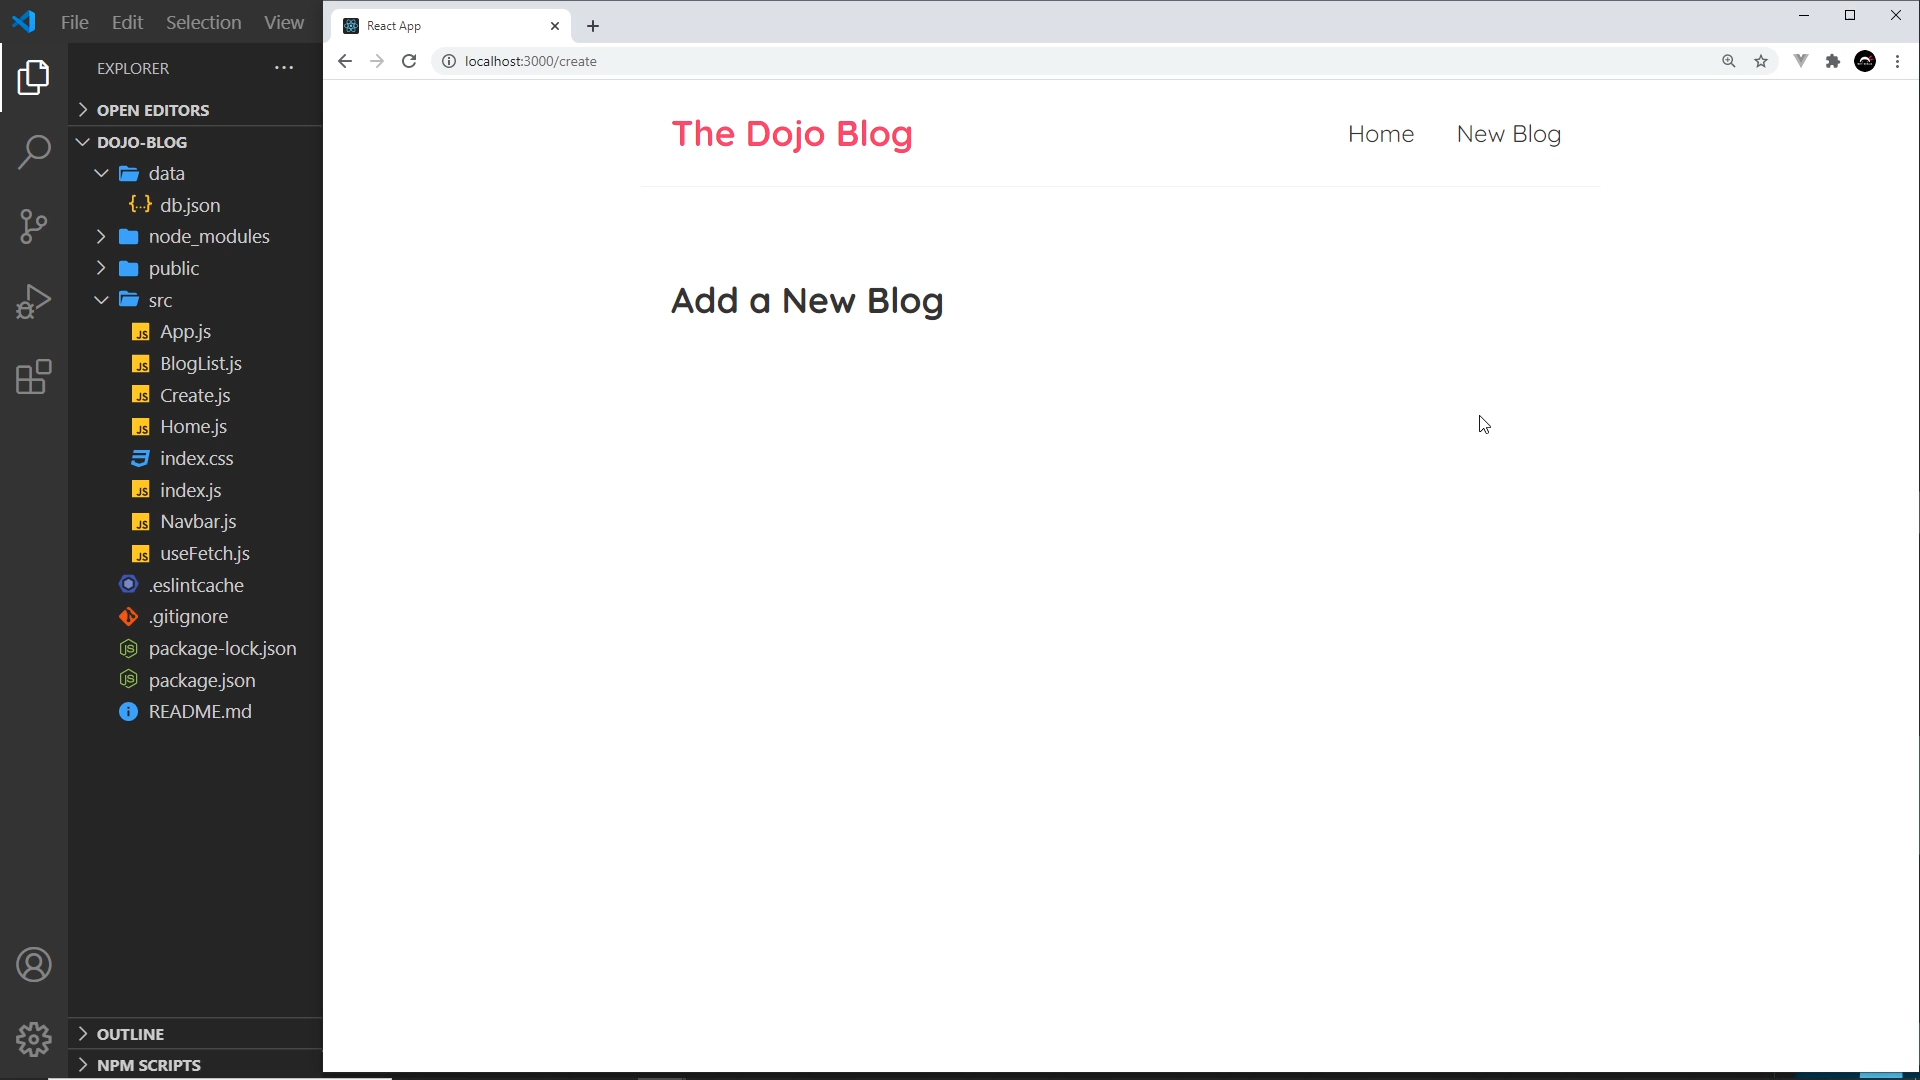 File Edit Selection View
EXPLORER
OPEN EDITORS
DOJO-BLOG
data
db.json
node_modules
public
src
App.js
BlogList.js
Create.js
Home.js
index.css
index.js
Navbar.js
useFetch.js
.eslintcache
.gitignore
package-lock.json
package.json
README.md
OUTLINE
NPM SCRIPTS
React App
localhost:3000/create
The Dojo Blog
Home New Blog
Add a New Blog